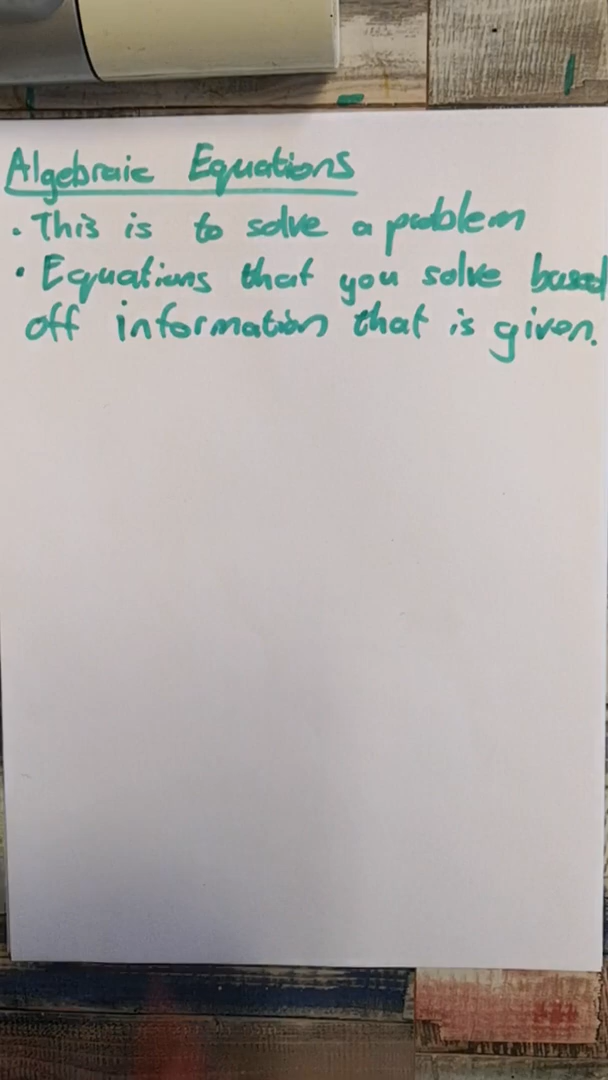 Algebraic Equations
• This is to solve a problem
• Equations that you solve based
off information that is given.